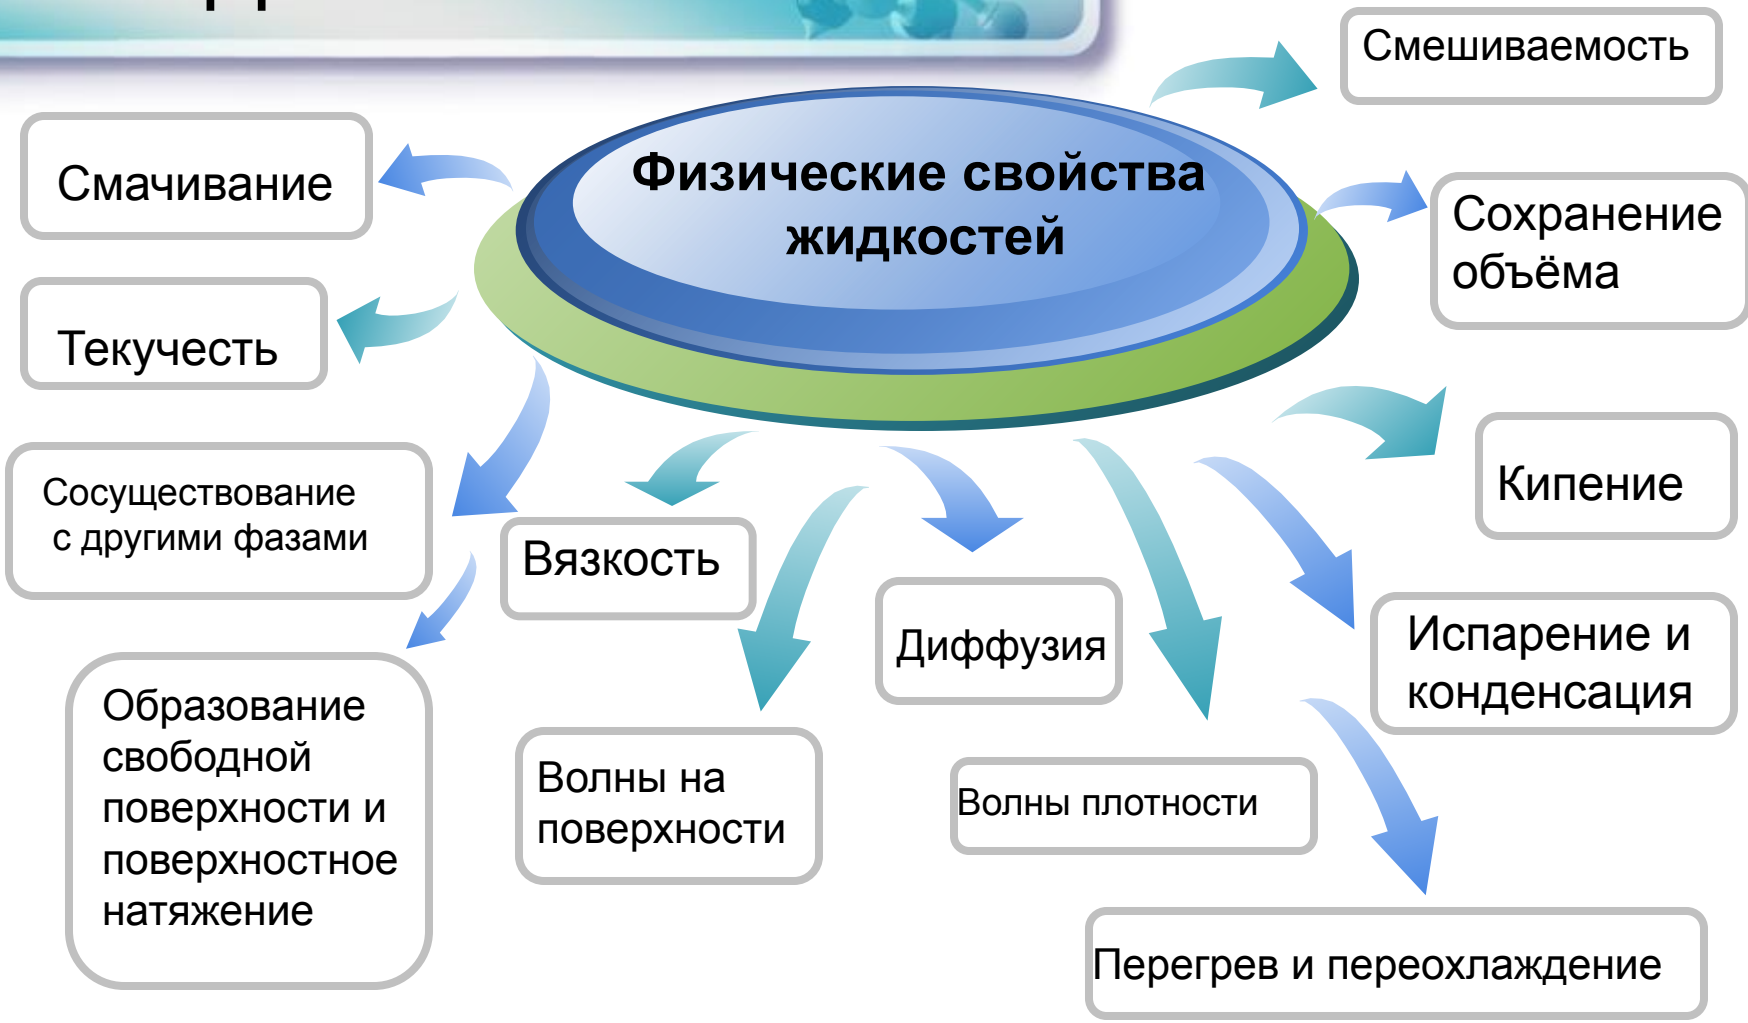 Смешиваемость
Физические свойства
жидкостей
Смачивание
Сохранение
объёма
Текучесть
Кипение
Сосуществование
с другими фазами
Вязкость
Диффузия
Испарение и
конденсация
Образование
свободной
поверхности и
поверхностное
натяжение
Волны на
поверхности
Волны плотности
Перегрев и переохлаждение